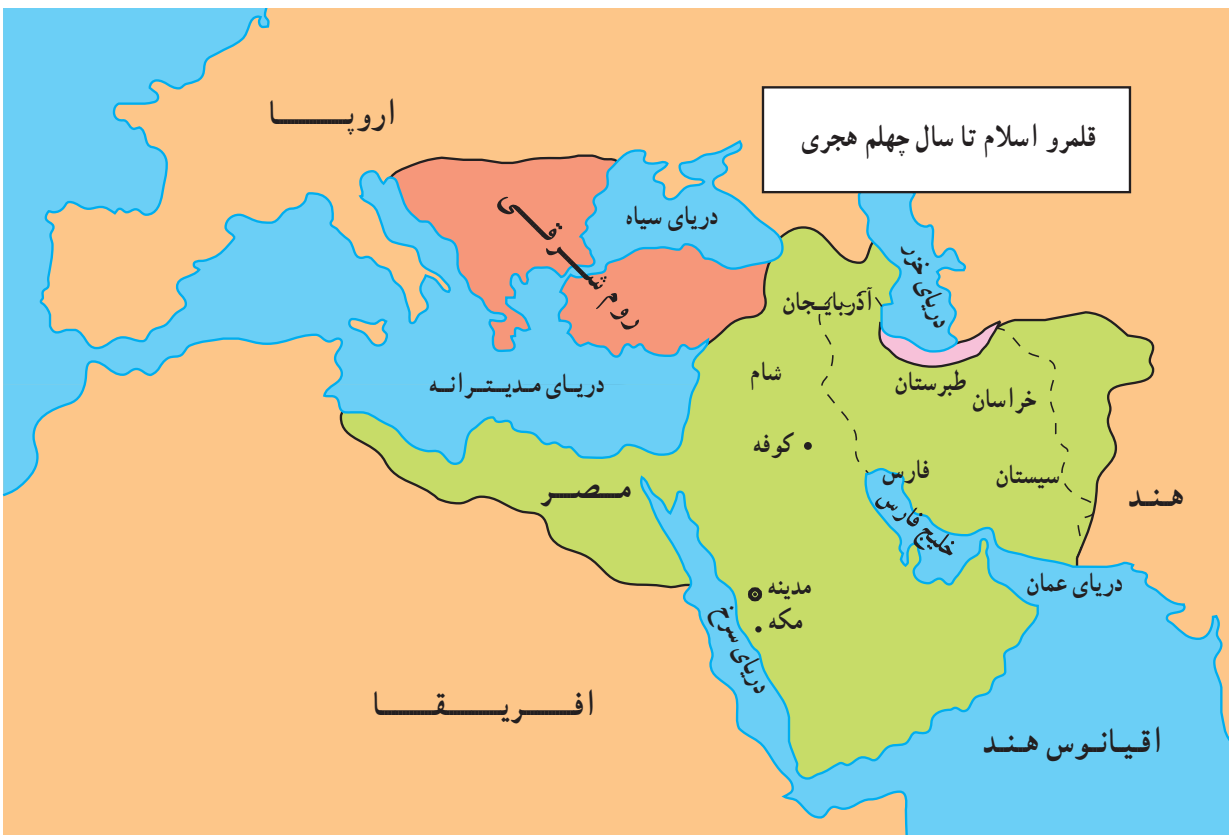 قلمرو اسلام تا سال چهلم هجری
اروپا
دریای سیاه
روم شرقی
دریای خزر
آذربایجان
شام
طبرستان
خراسان
دریای مدیترانه
کوفه
فارس
سیستان
مصر
هند
خلیج فارس
دریای عمان
مدینه
مکه
دریای سرخ
افریقا
اقیانوس هند